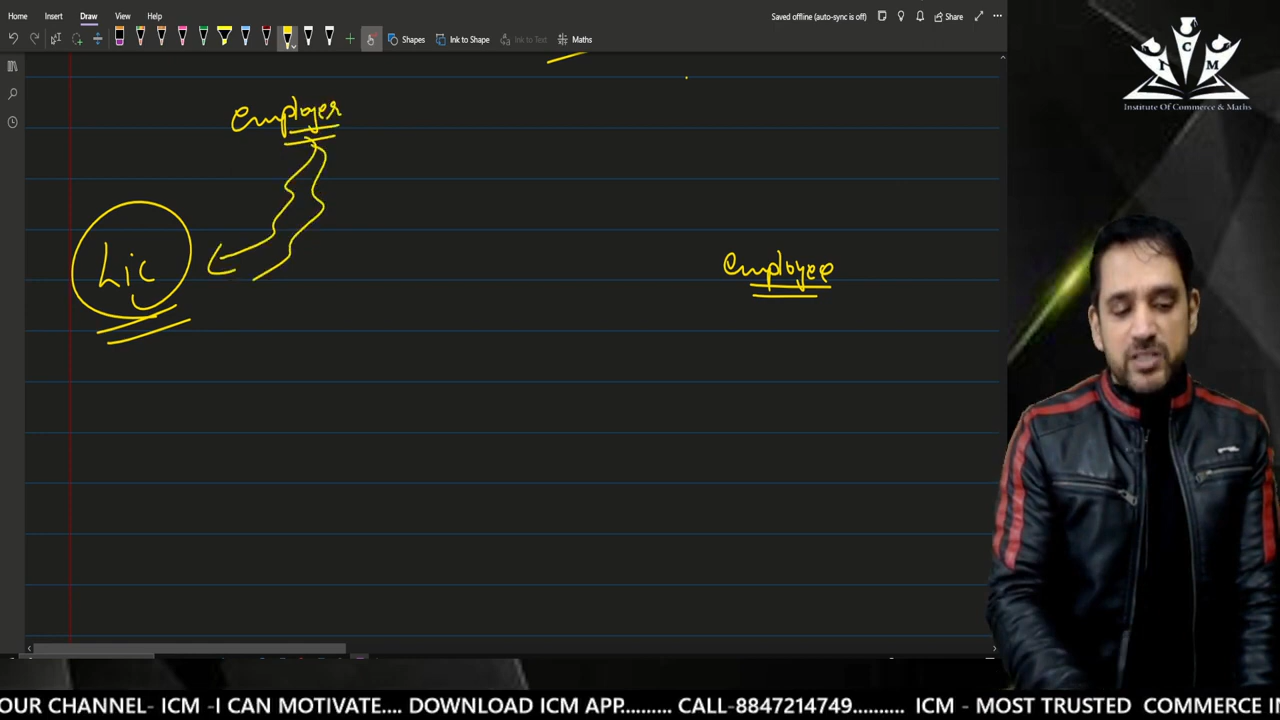 Home Insert Draw View Help
Saved offline (auto-sync is off)
Share
Shapes
Ink to Shape
Ink to Text
Maths
employer
Lic
employee
I C M
Institute Of Commerce & Maths
OUR CHANNEL- ICM -I CAN MOTIVATE.... DOWNLOAD ICM APP......... CALL-8847214749.......... ICM - MOST TRUSTED COMMERCE I